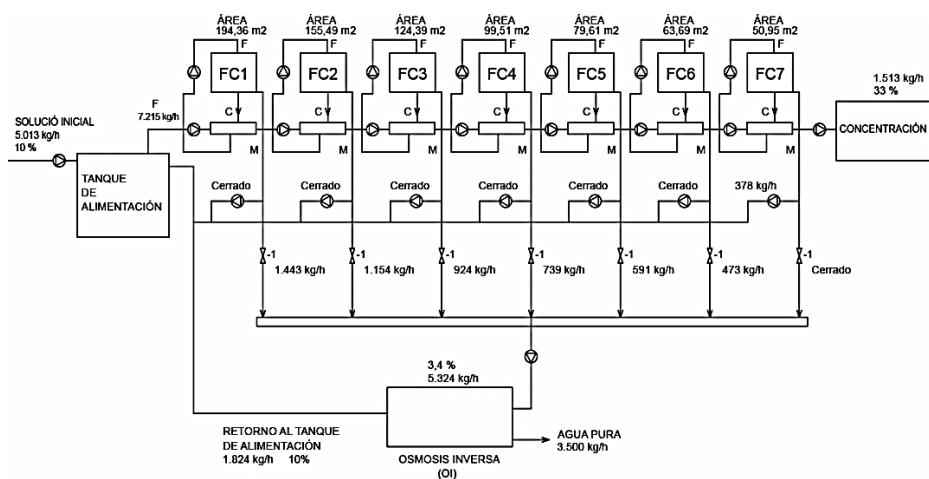 ÁREA
194,36 m2
ÁREA
155,49 m2
ÁREA
124,39 m2
ÁREA
99,51 m2
ÁREA
79,61 m2
ÁREA
63,69 m2
ÁREA
50,95 m2
F
F
F
F
F
F
F
FC1
FC2
FC3
FC4
FC5
FC6
FC7
1.513 kg/h
33 %
CONCENTRACIÓN
F
7.215 kg/h
C
C
C
C
C
C
C
M
M
M
M
M
M
M
SOLUCIÓ INICIAL
5.013 kg/h
10 %
TANQUE
DE
ALIMENTACIÓN
Cerrado
Cerrado
Cerrado
Cerrado
Cerrado
Cerrado
378 kg/h
-1
-1
-1
-1
-1
-1
-1
1.443 kg/h
1.154 kg/h
924 kg/h
739 kg/h
591 kg/h
473 kg/h
Cerrado
3,4 %
5.324 kg/h
RETORNO AL TANQUE
DE ALIMENTACIÓN
1.824 kg/h 10%
OSMOSIS INVERSA
(OI)
AGUA PURA
3.500 kg/h